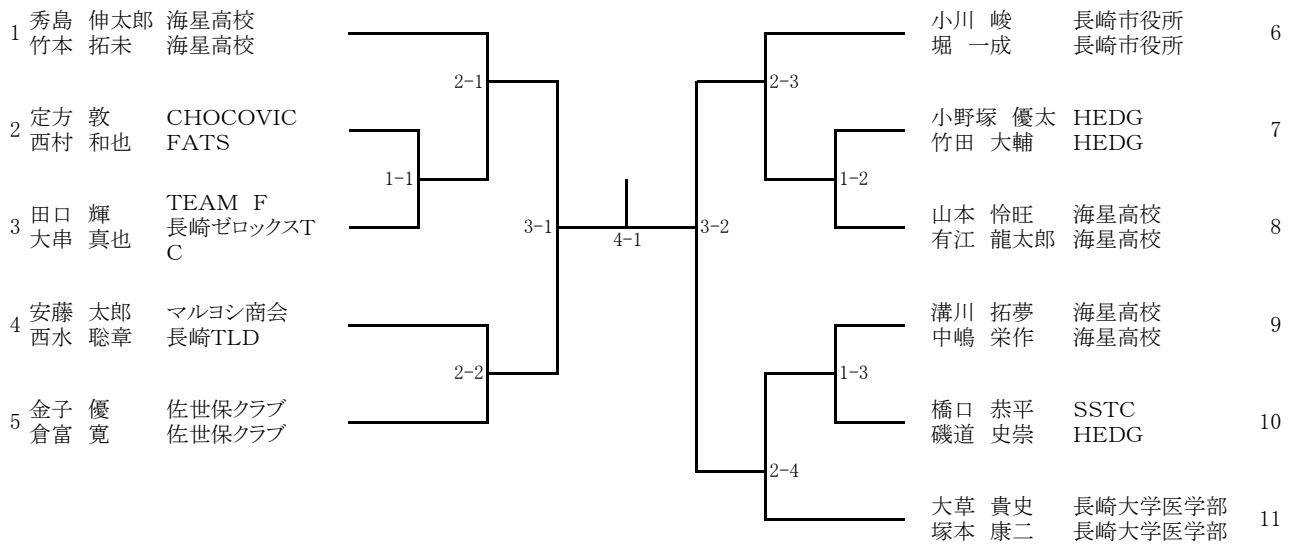 1 秀島 伸太郎 海星高校
竹本 拓未 海星高校
2 定方 敦 CHOCOVIC
西村 和也 FATS
3 田口 輝 TEAM F
大串 真也 長崎ゼロックスT
C
4 安藤 太郎 マルヨシ商会
西水 聡章 長崎TLD
5 金子 優 佐世保クラブ
倉富 寛 佐世保クラブ
2-1
1-1
3-1
2-2
4-1
3-2
2-3
1-2
1-3
2-4
小川 峻 長崎市役所 6
堀 一成 長崎市役所
小野塚 優太 HEDG 7
竹田 大輔 HEDG
山本 怜旺 海星高校 8
有江 龍太郎 海星高校
溝川 拓夢 海星高校 9
中嶋 栄作 海星高校
橋口 恭平 SSTC 10
磯道 史崇 HEDG
大草 貴史 長崎大学医学部 11
塚本 康二 長崎大学医学部